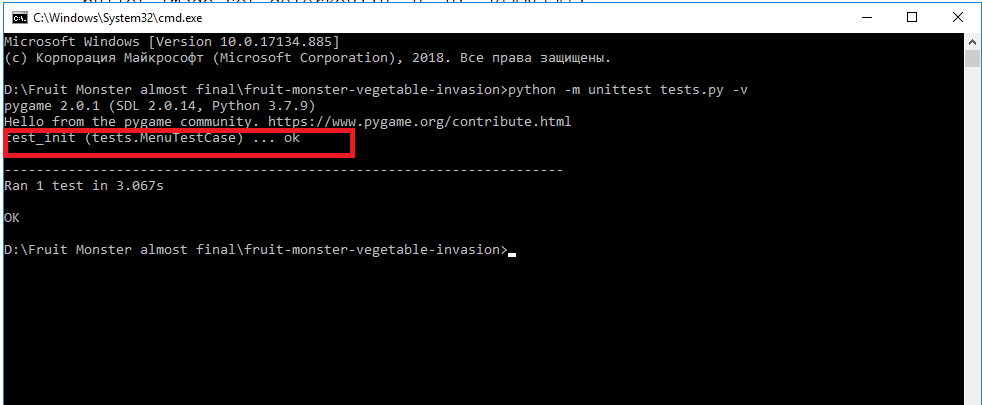 C:\Windows\System32\cmd.exe
Microsoft Windows [Version 10.0.17134.885]
(c) Корпорация Майкрософт (Microsoft Corporation), 2018. Все права защищены.
D:\Fruit Monster almost final\fruit-monster-vegetable-invasion>python -m unittest tests.py -v
pygame 2.0.1 (SDL 2.0.14, Python 3.7.9)
Hello from the pygame community. https://www.pygame.org/contribute.html
test_init (tests.MenuTestCase) ... ok
----------------------------------------------------------------------
Ran 1 test in 3.067s
OK
D:\Fruit Monster almost final\fruit-monster-vegetable-invasion>